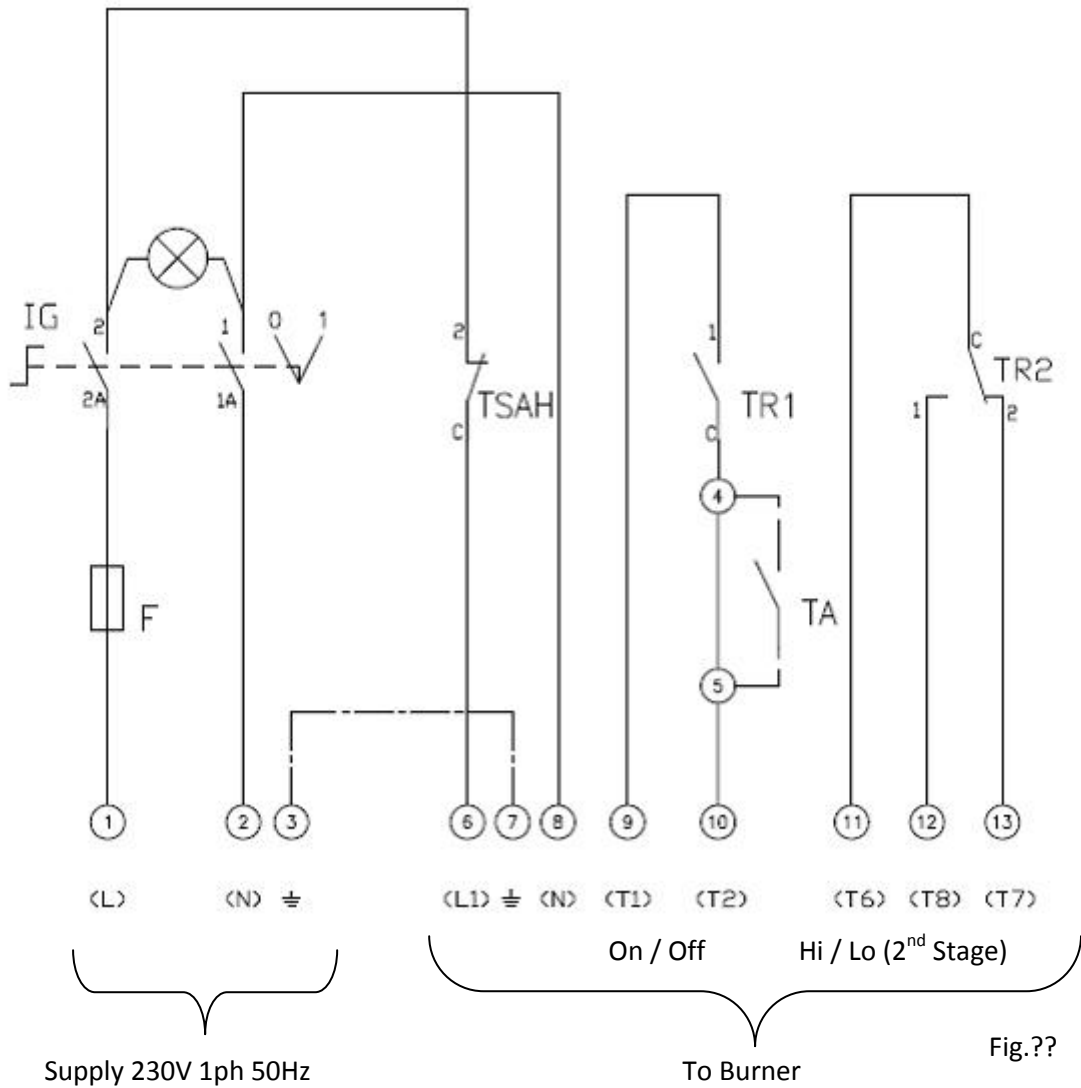 IG 2 1 0 1
2A 1A
2 TSAH C
1 TR1 C
C TR2
1 2
4
TA
5
F
1 2 3 6 7 8 9 10 11 12 13
(L) (N) (L1) (N) (T1) (T2) (T6) (T8) (T7)
On / Off Hi / Lo (2nd Stage)
Supply 230V 1ph 50Hz To Burner Fig.??